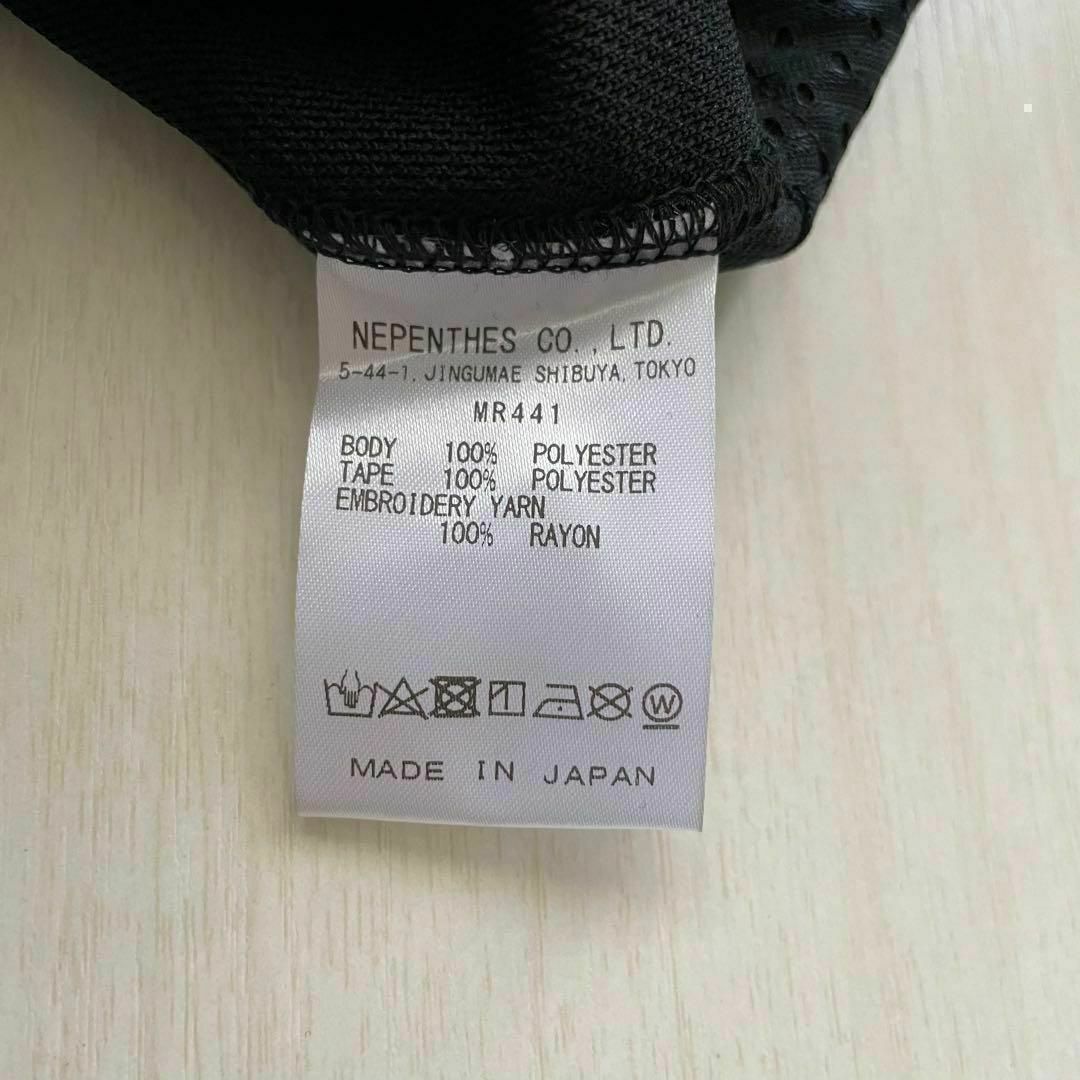 NEPENTHES CO.,LTD.
5-44-1, JINGUMAE SHIBUYA, TOKYO
MR441
BODY 100% POLYESTER
TAPE 100% POLYESTER
EMBROIDERY YARN
100% RAYON
W
MADE IN JAPAN